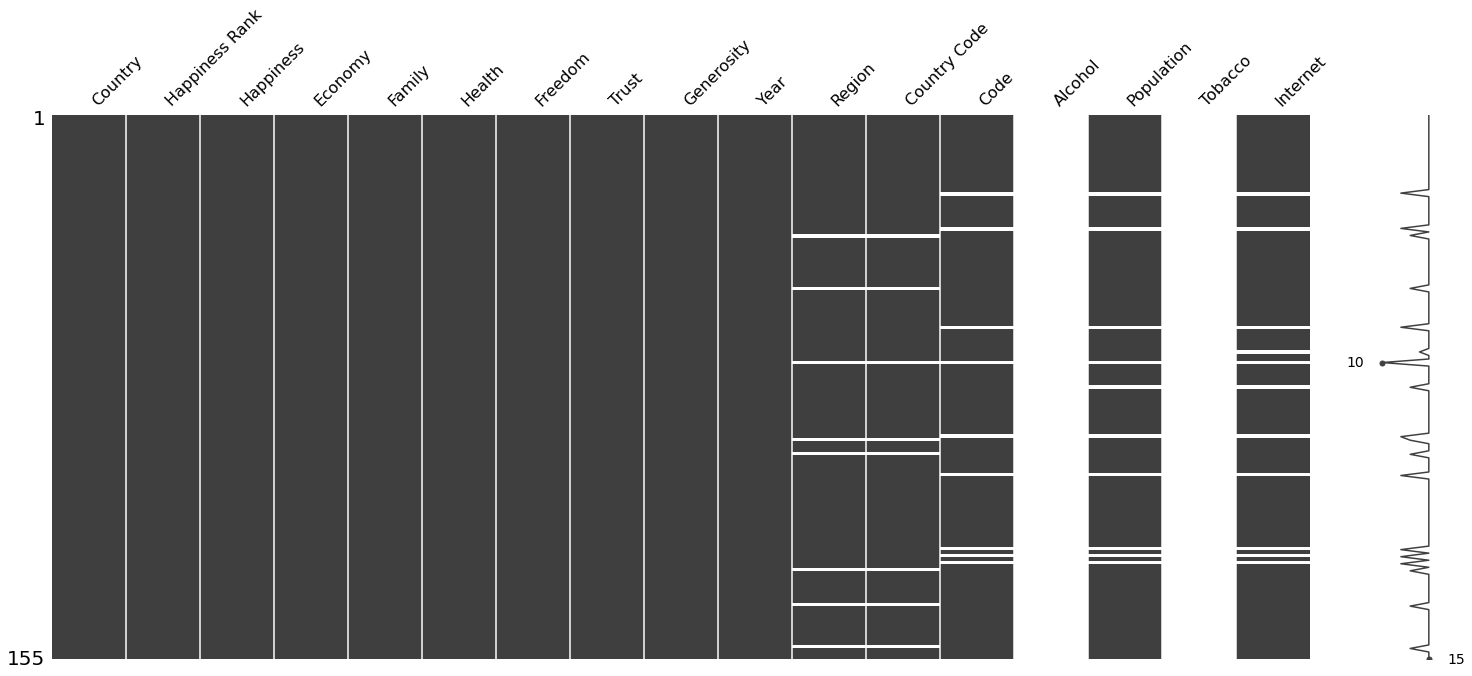 Country
Happiness Rank
Happiness
Economy
Family
Health
Freedom
Trust
Generosity
Year
Region
Country Code
Code
Alcohol
Population
Tobacco
Internet
1
10
155
15